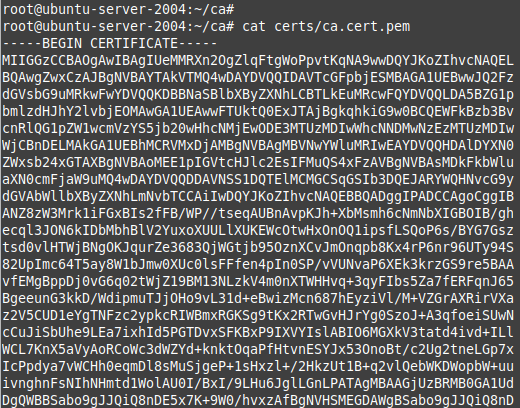 root@ubuntu-server-2004:~/ca#
root@ubuntu-server-2004:~/ca# cat certs/ca.cert.pem
-----BEGIN CERTIFICATE-----
MIIGGzCCBAOgAwIBAgIUeMMRXn2OgZlqFtgWoPpvtKqNA9wwDQYJKoZIhvcNAQEL
BQAwgZwxCzAJBgNVBAYTAkVTMQ4wDAYDVQQIDAVTcGFpbjESMBAGA1UEBwwJQ2Fz
dGVsbG9uMRkwFwYDVQQKDBBNaSBlbXByZXNhLCBTLkEuMRcwFQYDVQQLDA5BZG1p
bmlzdHJhY2lvbjEOMAwGA1UEAwwFTUktQ0ExJTAjBgkqhkiG9w0BCQEWFkBzb3Bv
cnRlQG1pZW1wcmVzYS5jb20wHhcNMjEwODE3MTUzMDIwWhcNNDMwNzEzMTUzMDIw
WjCBnDELMAkGA1UEBhMCRVMxDjAMBgNVBAgMBVNwYWluMRIwEAYDVQQHDAlDYXN0
ZWxsb24xGTAXBgNVBAoMEE1pIGVtcHJlc2EsIFMuQS4xFzAVBgNVBAsMDkFkbWlu
aXN0cmFjaW9uMQ4wDAYDVQQDDAVNSS1DQTElMCMGCSqGSIb3DQEJARYWQHNvcG9y
dGVAbWllbXByZXNhLmNvbTCCAiIwDQYJKoZIhvcNAQEBBQADggIPADCCAgoCggIB
ANZ8zW3Mrk1iFGxBIs2fFB/WP//tseqAUBnAvpKJh+XbMsmh6cNmNbXIGBOIB/gh
ecql3JON6kIDbMbhBlV2YuxoXUULlXUKEWcOtwHxOnOQ1ipsfLSQoP6s/BYG7Gsz
tsd0vlHTWjBNgOKJqurZe3683QjWGtjb95OznXCvJmOnqpb8Kx4rP6nr96UTy94S
82UpImc64T5ay8W1bJmw0XUc0lsFFfen4pIn0SP/vVUNvaP6XEk3krzGS9re5BAA
vfEMgBppDj0vG6q02tWjZ19BM13NLzkV4m0nXTWHHvq+3qyFIbs5Za7fERFqnJ65
BgeeunG3kkD/WdipmuTJjOHo9vL31d+eBwizMcn687hEyziVl/M+VZGrAXRirVXa
z2V5CUD1eYgTNFzc2ypkcRIWBmxRGKSg9tKx2RTwGvHJrYg0SzoJ+A3qfoeiSUwN
cCuJiSbUhe9LEa7ixhId5PGTDvxSFKBxP9IXVYIslABIO6MGXkV3tatd4ivd+ILl
WCL7KnX5aVyAoRCoWc3dWZYd+knktOqaPfHtvnESYJx53OnoBt/c2Ug2tneLGp7x
IcPpdya7vWCHh0eqmDl8sMuSjgeP+1sHxzl+/2HkzUt1B+q2vlQebWKDWopbW+uu
ivnghnFsNIhNHmtd1WolAU0I/BxI/9LHu6JglLGnLPATAgMBAAGjUzBRMB0GA1Ud
DgQWBBSabo9gJJQiQ8nDE5x7K+9W0/hvxzAfBgNVHSMEGDAWgBSabo9gJJQiQ8nD